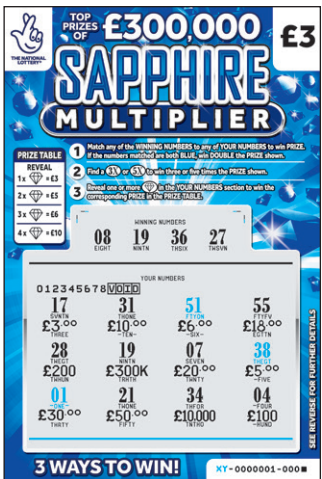 TOP PRIZES OF £300,000
£3
THE NATIONAL LOTTERY®
SAPPHIRE
MULTIPLIER
PRIZE TABLE
REVEAL
1x = £3
2x = £5
3x = £6
4x = £10
1 Match any of the WINNING NUMBERS to any of YOUR NUMBERS to win PRIZE.
If the numbers matched are both BLUE, win DOUBLE the PRIZE shown.
2 Find a 3X or 5X to win three or five times the PRIZE shown.
3 Reveal one or more in the YOUR NUMBERS section to win the
corresponding PRIZE in the PRIZE TABLE.
WINNING NUMBERS
08 19 36 27
EIGHT NINTN THSIX TWSVN
YOUR NUMBERS
012345678 VOID
17 31 51 55
SVNTN THONE FTYON FTYFV
£3.00 £10.00 £6.00 £18.00
THREE -TEN- -SIX- EGTTN
28 19 07 38
TWEGT NINTN SEVEN THEGT
£200 £300K £20.00 £5.00
TWHUN TRHTH TWNTY -FIVE
01 21 34 04
-ONE- THONE THFOR -FOUR
£30.00 £50.00 £10,000 £100
THRTY FIFTY TNTHO -HUND
SEE REVERSE FOR FURTHER DETAILS
3 WAYS TO WIN!
XY-0000001-000